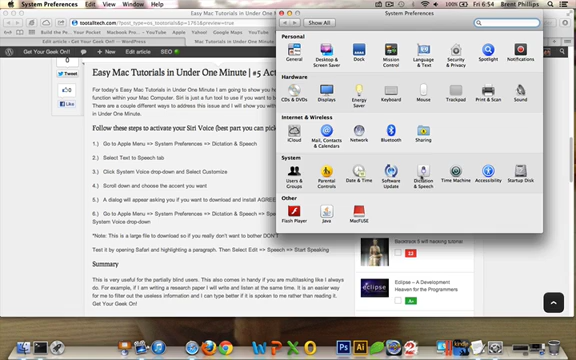 System Preferences Edit View Window
Fri 6:54 Brent Phillips
Easy Mac Tutorials in Under One Minute
Get Your Geek On!
Edit Article
SEO
Tweet
0
Like
Easy Mac Tutorials in Under One Minute | #5 Act
For today's Easy Mac Tutorials in Under One Minute I am going to show you h
function within your Mac Computer. Siri is just a fun tool to use if you want to b
There are a couple different ways to address this issue and I will show you with
Follow these steps to activate your Siri Voice (best part you can pick
1.) Go to Apple Menu => System Preferences => Dictation & Speech
2.) Select Text to Speech tab
3.) Click System Voice drop-down and Select Customize
4.) Scroll down and choose the accent you want
5.) A dialog will appear asking you if you want to download and install AGREE
6.) Go to Apple Menu => System Preferences => Dictation & Speech => Sys
System Voice drop-down
*Note: This is a large file to download so if you really don't want to bother DON'T
Test it by opening Safari and highlighting a paragraph. Then Select Edit => Speech => Start Speaking
Summary
This is very useful for the partially blind users. This also comes in handy if you are multitasking like I always
do. For example, if I am writing a research paper I will write and listen at the same time. It is an easier
way for me to filter out the useless information and I can type better if it is spoken to me rather than reading it.
Get Your Geek On!
System Preferences
Show All
Personal
General
Desktop & Screen Saver
Dock
Mission Control
Language & Text
Security & Privacy
Spotlight
Notifications
Hardware
CDs & DVDs
Displays
Energy Saver
Keyboard
Mouse
Trackpad
Print & Scan
Sound
Internet & Wireless
iCloud
Mail, Contacts & Calendars
Network
Bluetooth
Sharing
System
Users & Groups
Parental Controls
Date & Time
Software Update
Dictation & Speech
Time Machine
Accessibility
Startup Disk
Other
Flash Player
Java
MacFUSE
Backtrack 5 wifi hacking tutorial
Eclipse – A Development
Heaven for the Programmers